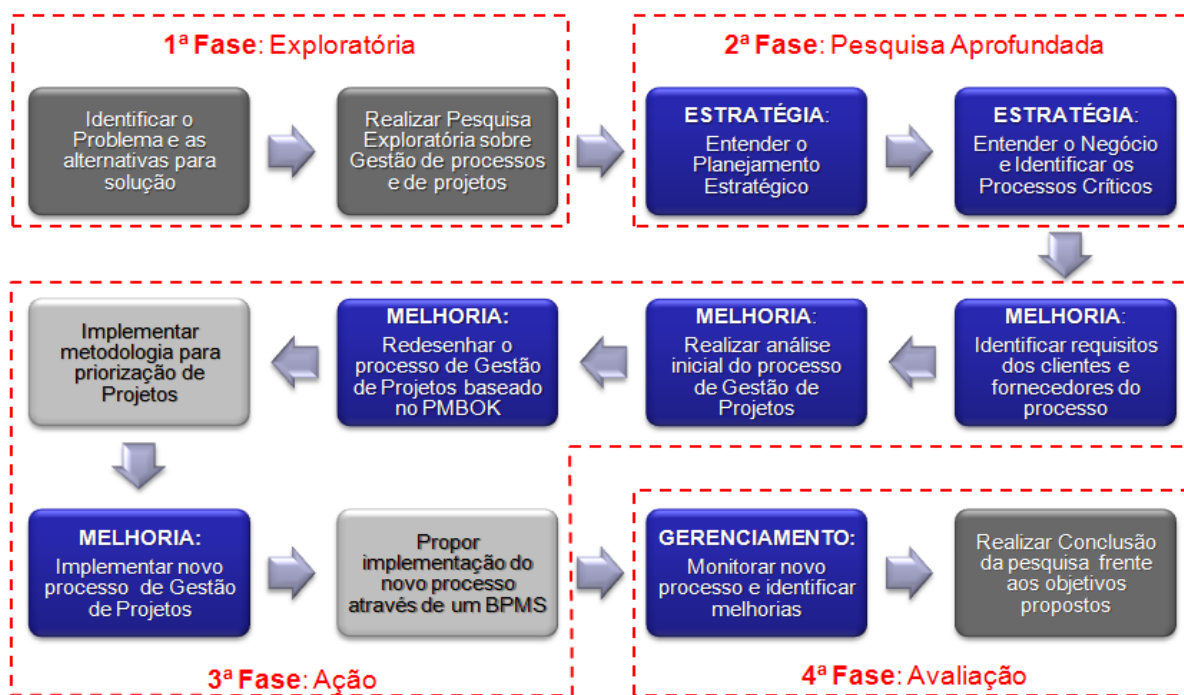 1ª Fase: Exploratória
Identificar o
Problema e as
alternativas para
solução
Realizar Pesquisa
Exploratória sobre
Gestão de processos
e de projetos
2ª Fase: Pesquisa Aprofundada
ESTRATÉGIA:
Entender o
Planejamento
Estratégico
ESTRATÉGIA:
Entender o Negócio
e Identificar os
Processos Críticos
MELHORIA:
Identificar requisitos
dos clientes e
fornecedores do
processo
MELHORIA:
Realizar análise
inicial do processo
de Gestão de
Projetos
MELHORIA:
Redesenhar o
processo de Gestão
de Projetos baseado
no PMBOK
Implementar
metodologia para
priorização de
Projetos
MELHORIA:
Implementar novo
processo de Gestão
de Projetos
Propor
implementação do
novo processo
através de um BPMS
3ª Fase: Ação
GERENCIAMENTO:
Monitorar novo
processo e identificar
melhorias
Realizar Conclusão
da pesquisa frente
aos objetivos
propostos
4ª Fase: Avaliação